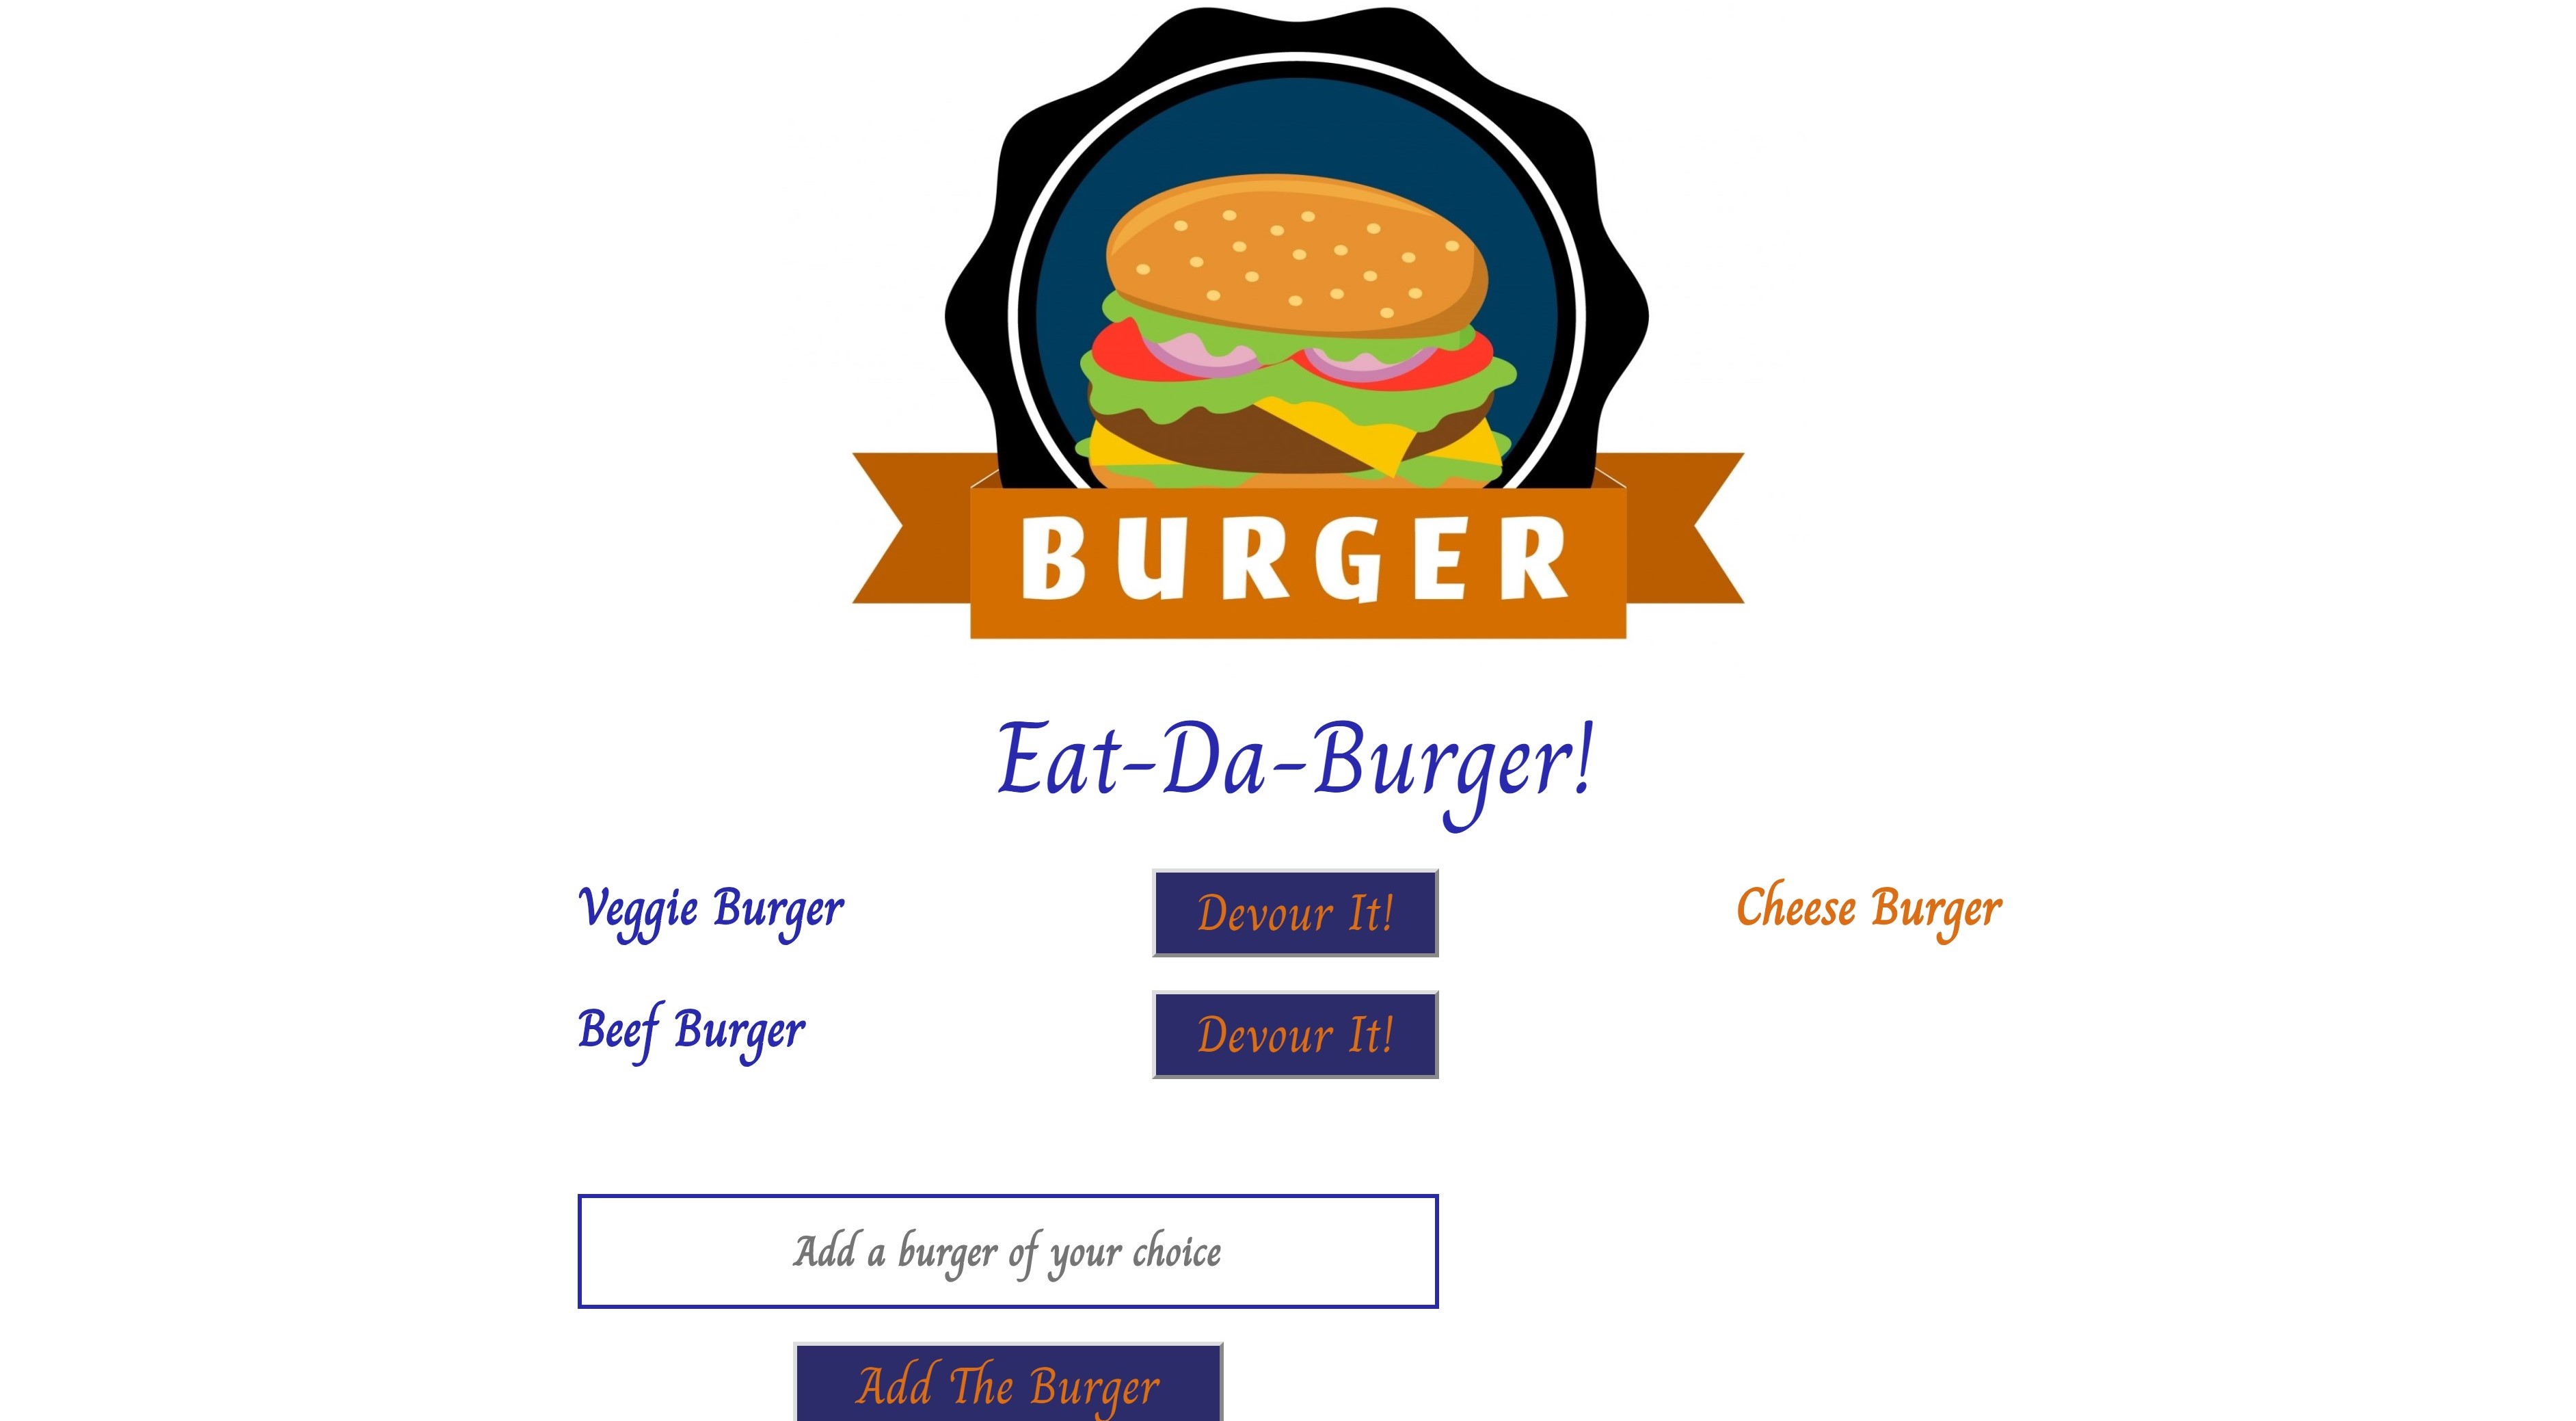 BURGER
Eat-Da-Burger!
Veggie Burger
Devour It!
Cheese Burger
Beef Burger
Devour It!
Add a burger of your choice
Add The Burger